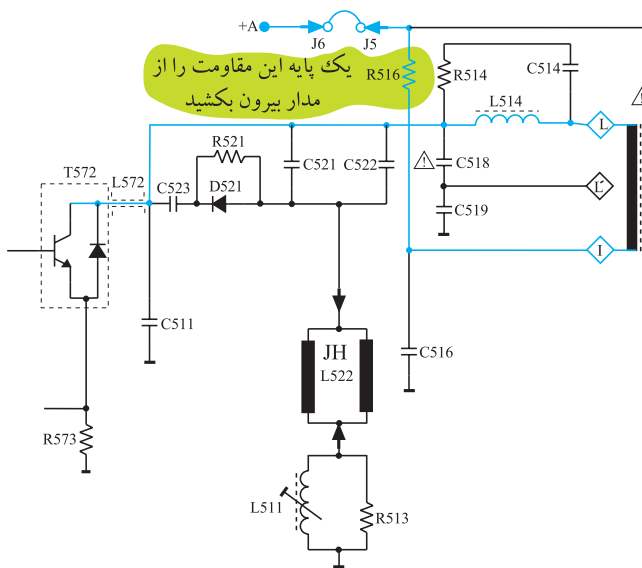 +A
J6 J5
یک پایه این مقاومت را از
مدار بیرون بکشید
R516
R514
C514
L514
L
R521
C521
C522
C518
T572
L572
C523
D521
L'
C519
I
C511
JH
L522
C516
R573
L511
R513